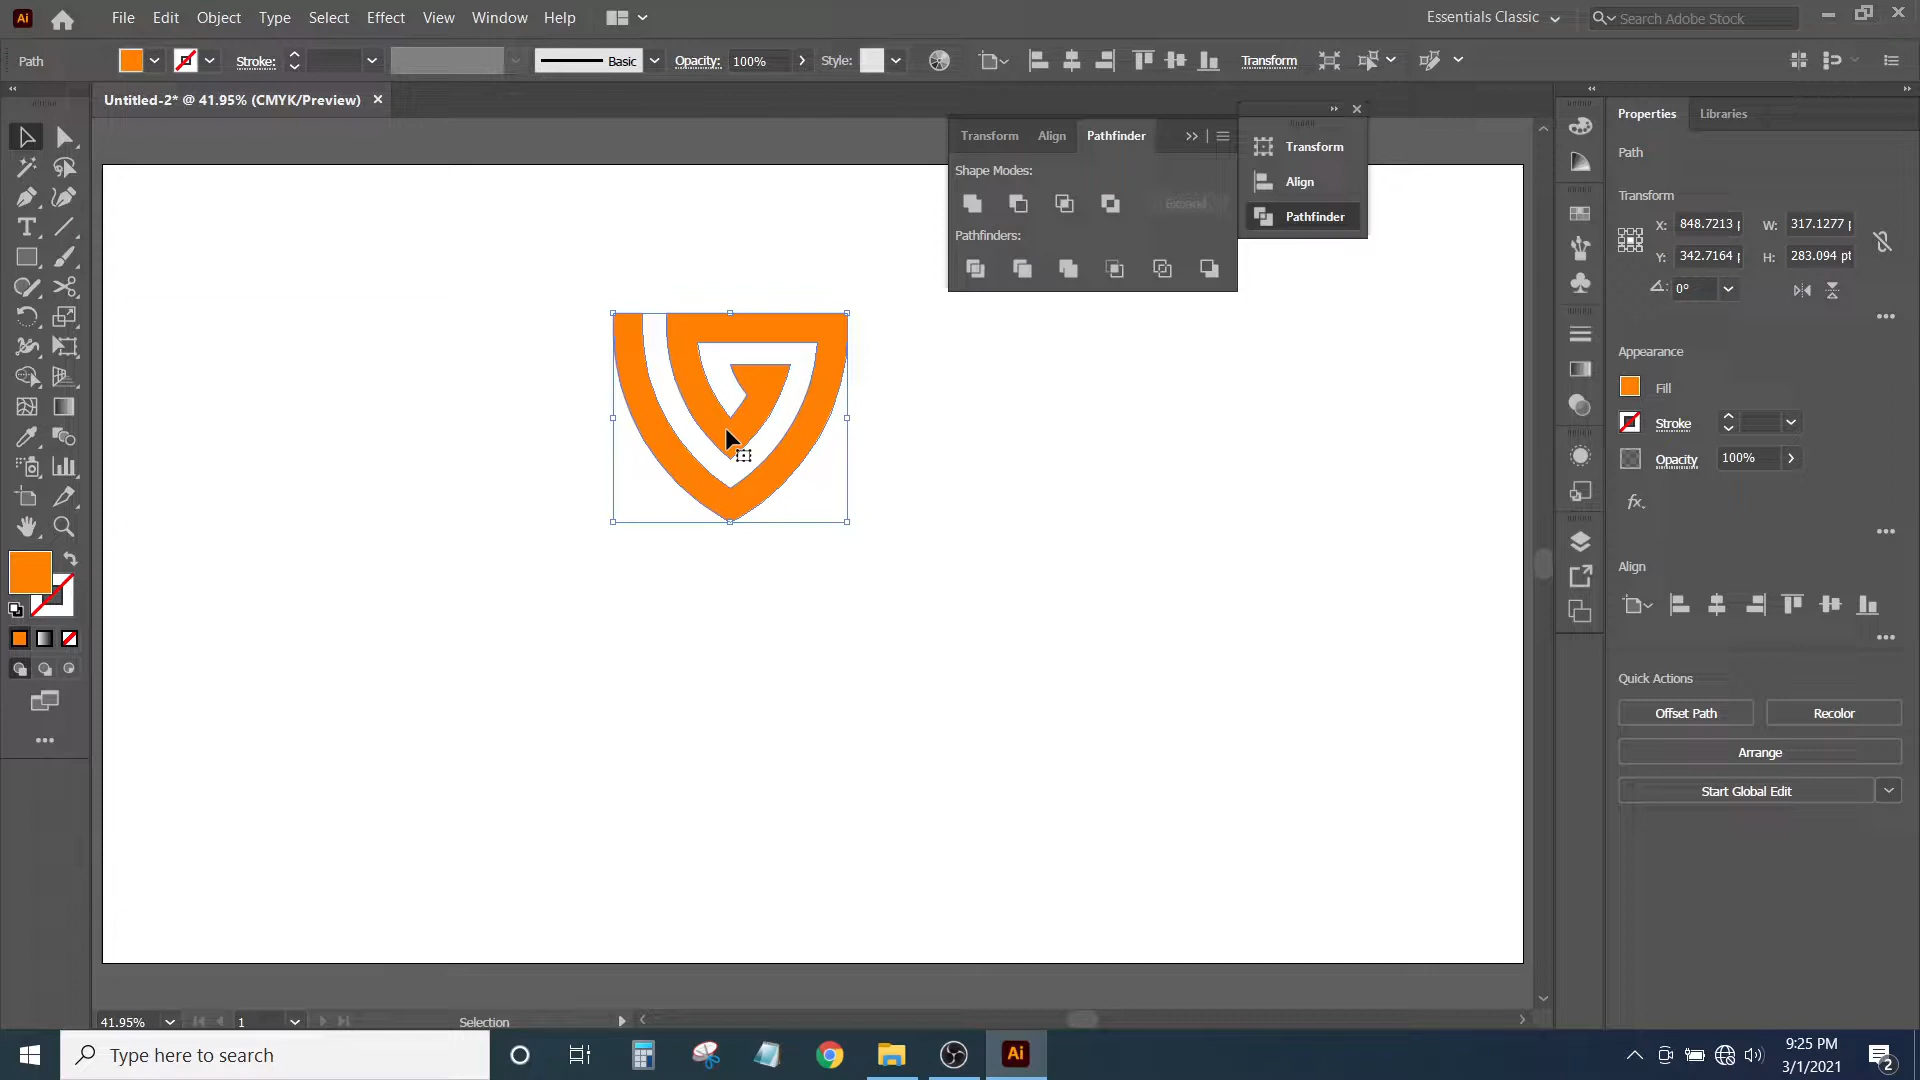 Ai File Edit Object Type Select Effect View Window Help Essentials Classic Search Adobe Stock
Path Stroke: Basic Opacity: 100% Style: Transform
Untitled-2* @ 41.95% (CMYK/Preview) ×
Transform Align Pathfinder
Shape Modes:
Expand
Pathfinders:
Transform
Align
Pathfinder
Properties Libraries
Path
Transform
X: 848.7213 W: 317.1277
Y: 342.7164 H: 283.094 pt
0°
Appearance
Fill
Stroke
Opacity 100%
fx.
Align
Quick Actions
Offset Path Recolor
Arrange
Start Global Edit
41.95% 1 Selection
Type here to search
Ai
9:25 PM
3/1/2021
2